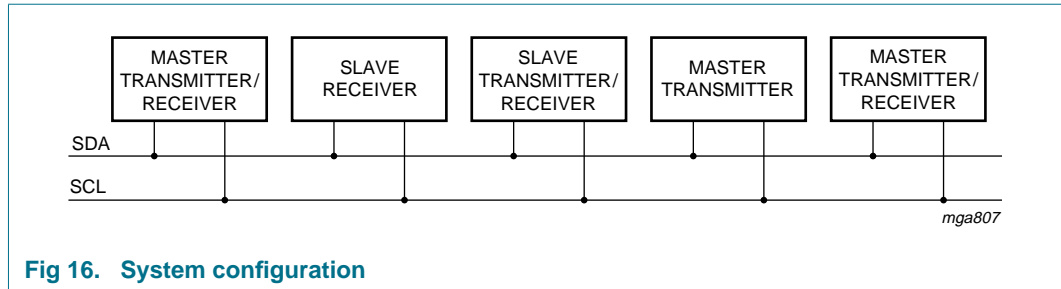 MASTER
TRANSMITTER/
RECEIVER
SLAVE
RECEIVER
SLAVE
TRANSMITTER/
RECEIVER
MASTER
TRANSMITTER
MASTER
TRANSMITTER/
RECEIVER
SDA
SCL
mga807
Fig 16. System configuration